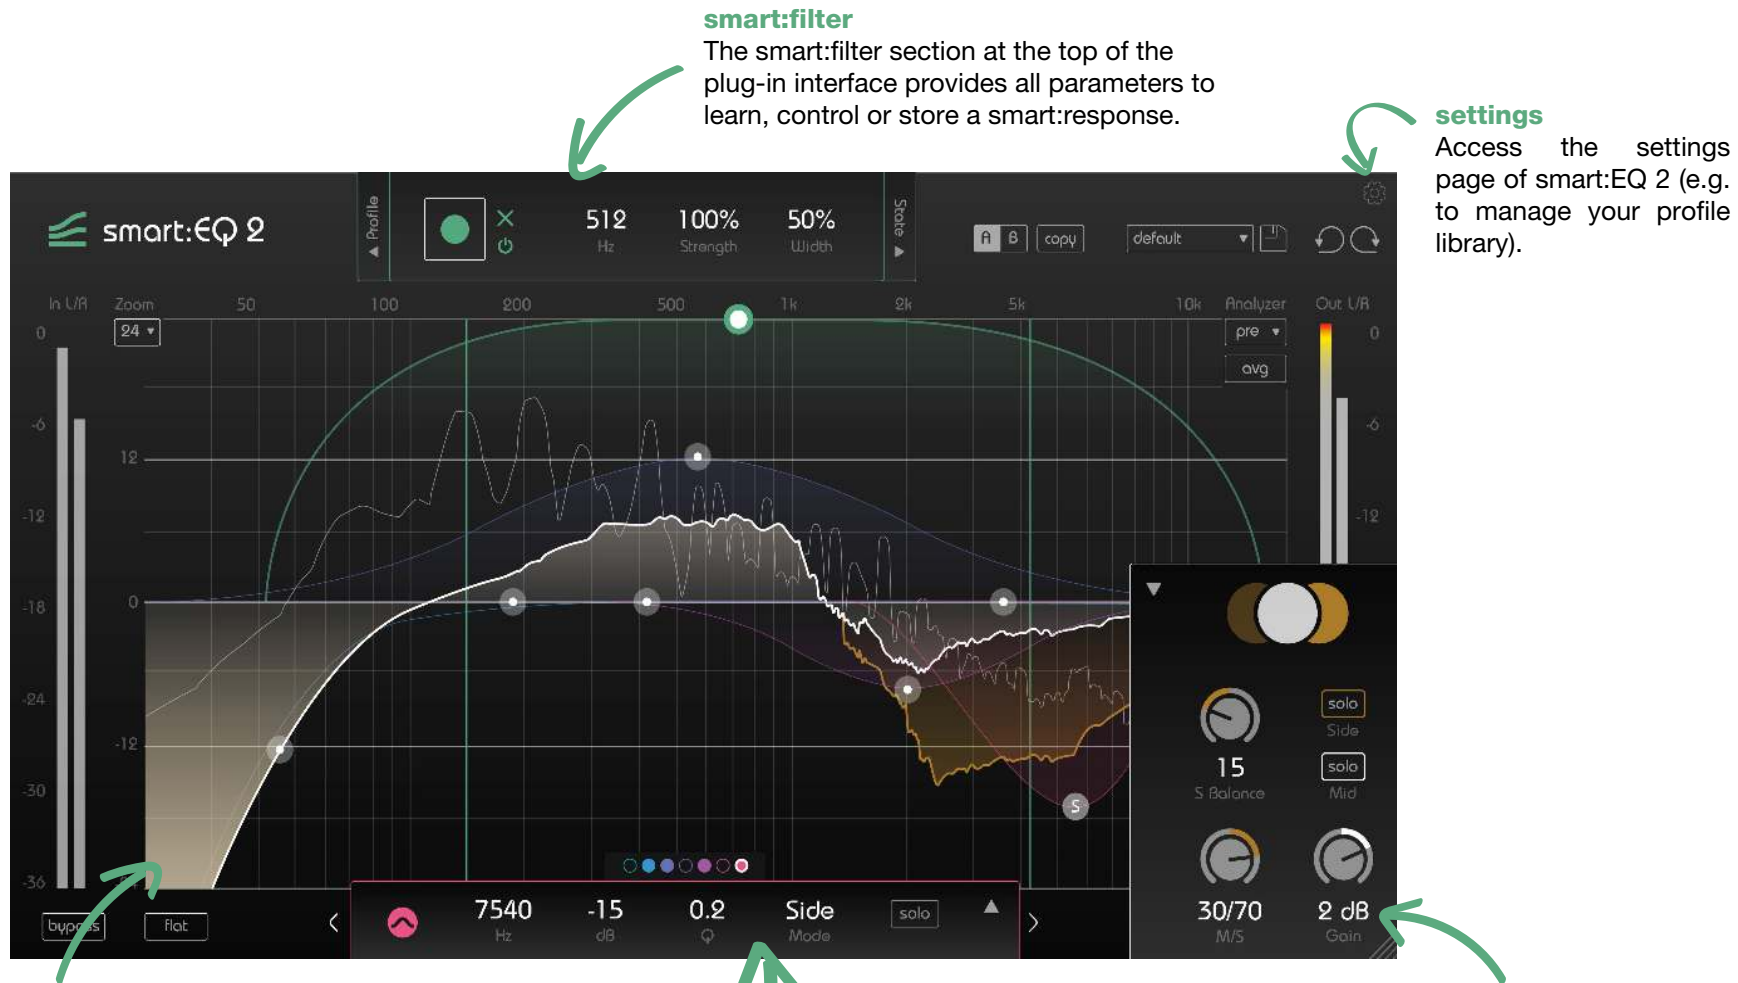 smart:filter
The smart:filter section at the top of the
plug-in interface provides all parameters to
learn, control or store a smart:response.
settings
Access the settings
page of smart:EQ 2 (e.g.
to manage your profile
library).
smart:EQ 2
◀ Profile
512
Hz
100%
Strength
50%
Width
State ▶
A B copy
default
In L/R Zoom 50 100 200 500 1k 2k 5k 10k Analyzer Out L/R
24
pre
avg
0
-6
-12
-18
-24
-30
-36
12
0
-12
0
-6
-12
S
15
S Balance
solo
Side
solo
Mid
30/70
M/S
2 dB
Gain
bypass
flat
7540
Hz
-15
dB
0.2
Q
Side
Mode
solo